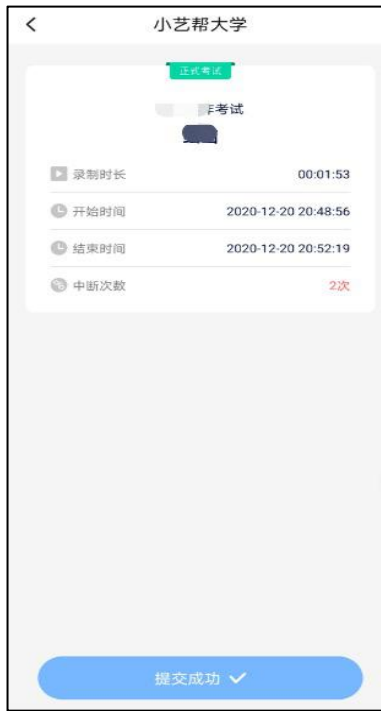 小艺帮大学
正式考试
考试
录制时长 00:01:53
开始时间 2020-12-20 20:48:56
结束时间 2020-12-20 20:52:19
中断次数 2次
提交成功